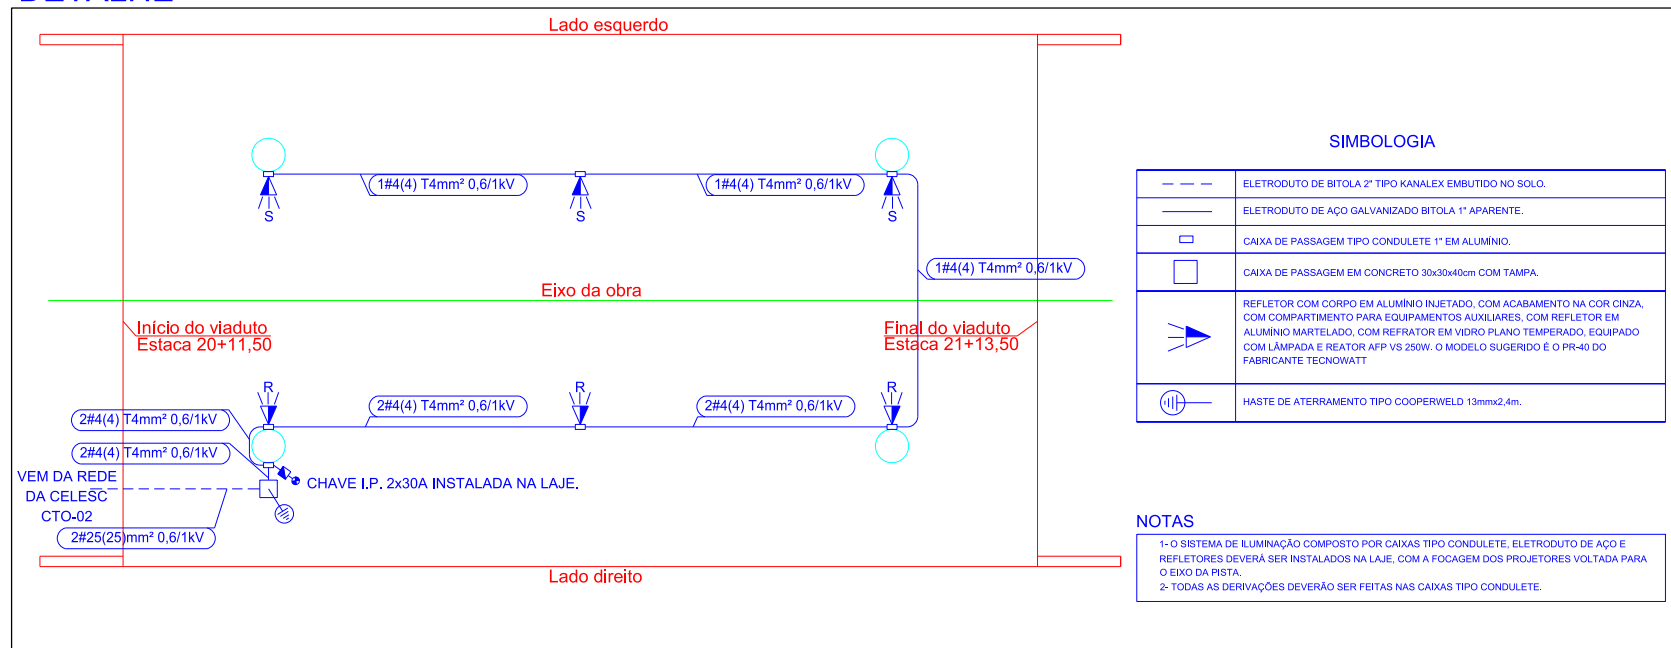 Lado esquerdo
1#4(4) T4mm² 0,6/1kV
1#4(4) T4mm² 0,6/1kV
S
S
S
1#4(4) T4mm² 0,6/1kV
Eixo da obra
Início do viaduto
Estaca 20+11,50
Final do viaduto
Estaca 21+13,50
R
R
R
2#4(4) T4mm² 0,6/1kV
2#4(4) T4mm² 0,6/1kV
2#4(4) T4mm² 0,6/1kV
2#4(4) T4mm² 0,6/1kV
VEM DA REDE
DA CELESC
CTO-02
CHAVE I.P. 2x30A INSTALADA NA LAJE.
2#25(25)mm² 0,6/1kV
Lado direito
SIMBOLOGIA
ELETRODUTO DE BITOLA 2" TIPO KANALEX EMBUTIDO NO SOLO.
ELETRODUTO DE AÇO GALVANIZADO BITOLA 1" APARENTE.
CAIXA DE PASSAGEM TIPO CONDULETE 1" EM ALUMÍNIO.
CAIXA DE PASSAGEM EM CONCRETO 30x30x40cm COM TAMPA.
REFLETOR COM CORPO EM ALUMÍNIO INJETADO, COM ACABAMENTO NA COR CINZA,
COM COMPARTIMENTO PARA EQUIPAMENTOS AUXILIARES, COM REFLETOR EM
ALUMÍNIO MARTELADO, COM REFRATOR EM VIDRO PLANO TEMPERADO, EQUIPADO
COM LÂMPADA E REATOR AFP VS 250W. O MODELO SUGERIDO É O PR-40 DO
FABRICANTE TECNOWATT
HASTE DE ATERRAMENTO TIPO COOPERWELD 13mmx2,4m.
NOTAS
1- O SISTEMA DE ILUMINAÇÃO COMPOSTO POR CAIXAS TIPO CONDULETE, ELETRODUTO DE AÇO E
REFLETORES DEVERÁ SER INSTALADOS NA LAJE, COM A FOCAGEM DOS PROJETORES VOLTADA PARA
O EIXO DA PISTA.
2- TODAS AS DERIVAÇÕES DEVERÃO SER FEITAS NAS CAIXAS TIPO CONDULETE.